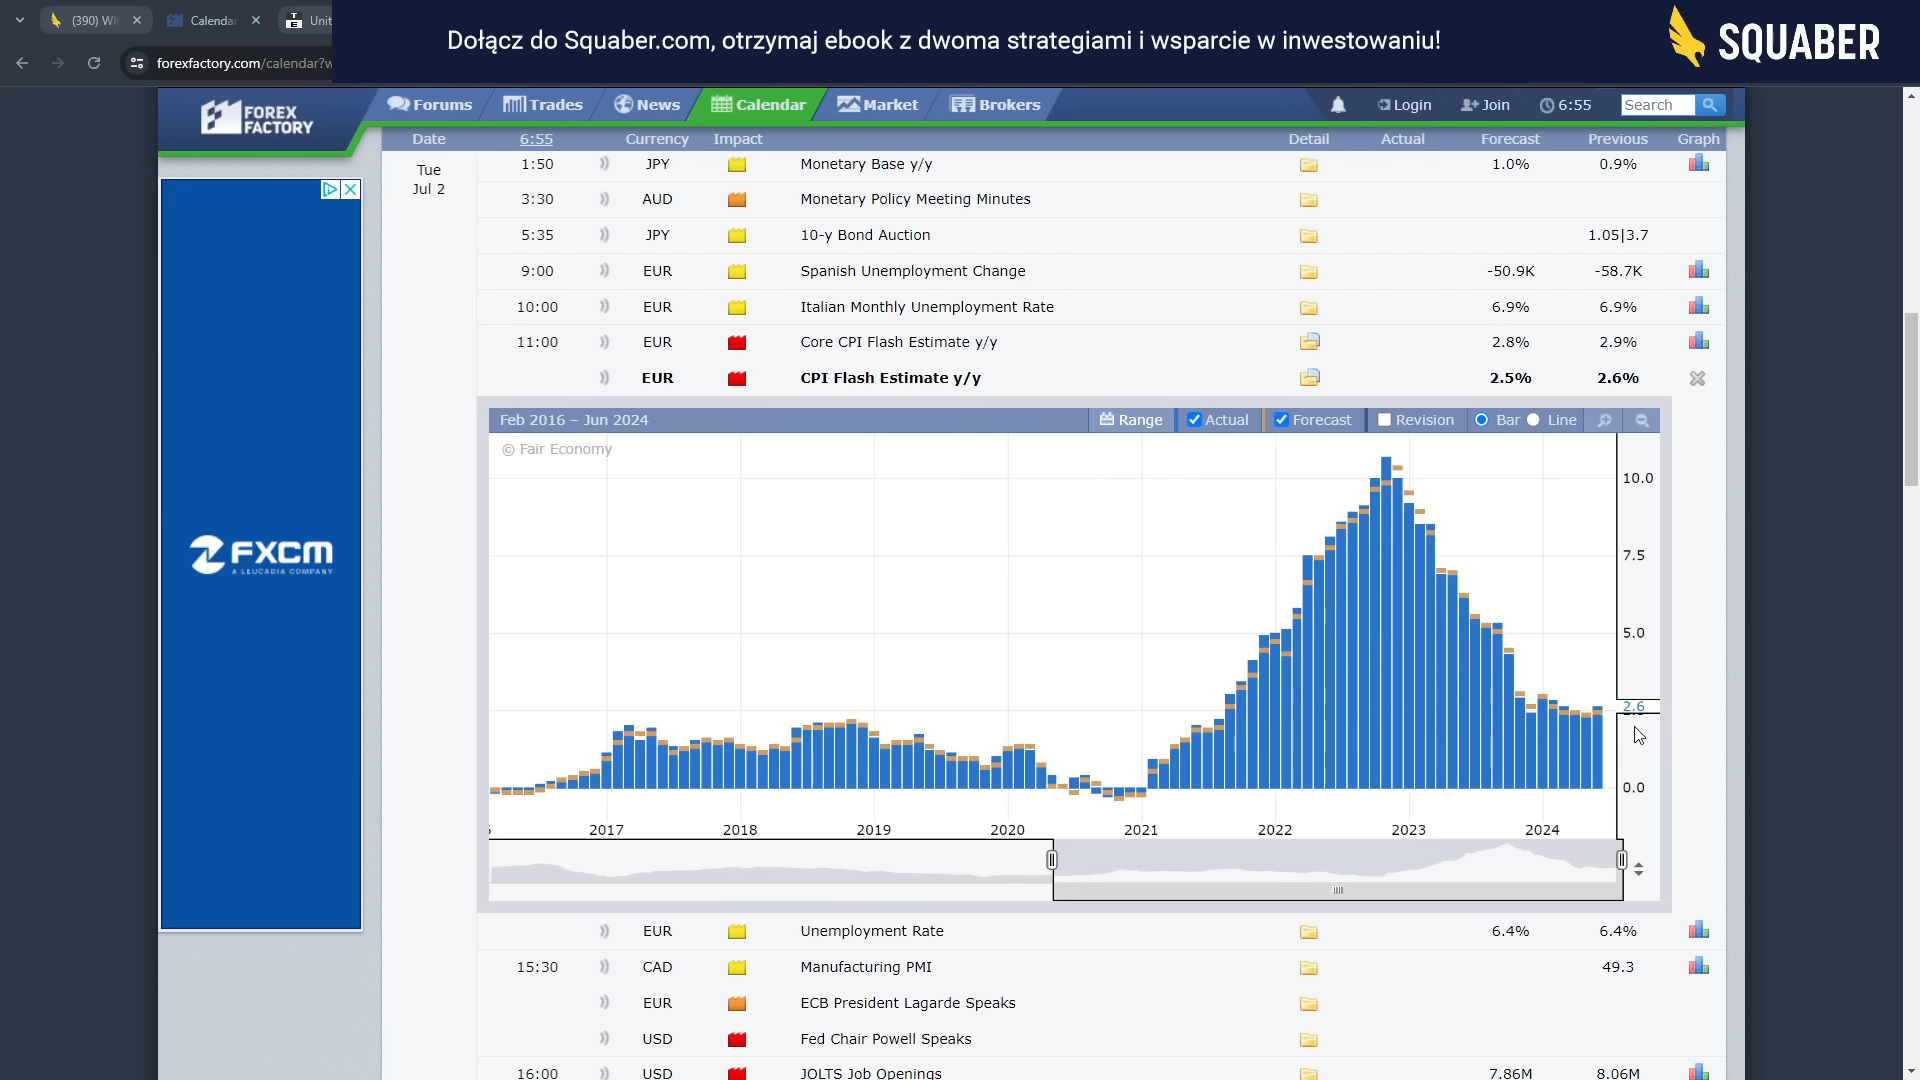 (390) Wi
Calenda
Unit
forexfactory.com/calendar?w
Dołącz do Squaber.com, otrzymaj ebook z dwoma strategiami i wsparcie w inwestowaniu!
SQUABER
FOREX FACTORY
Forums Trades News Calendar Market Brokers Login Join 6:55 Search
Date 6:55 Currency Impact Detail Actual Forecast Previous Graph
Tue
Jul 2
1:50 JPY Monetary Base y/y 1.0% 0.9%
3:30 AUD Monetary Policy Meeting Minutes
5:35 JPY 10-y Bond Auction 1.05|3.7
9:00 EUR Spanish Unemployment Change -50.9K -58.7K
10:00 EUR Italian Monthly Unemployment Rate 6.9% 6.9%
11:00 EUR Core CPI Flash Estimate y/y 2.8% 2.9%
EUR CPI Flash Estimate y/y 2.5% 2.6%
Feb 2016 – Jun 2024 Range Actual Forecast Revision Bar Line
© Fair Economy
10.0
7.5
5.0
2.6
0.0
2017 2018 2019 2020 2021 2022 2023 2024
FXCM
A LEUCADIA COMPANY
EUR Unemployment Rate 6.4% 6.4%
15:30 CAD Manufacturing PMI 49.3
EUR ECB President Lagarde Speaks
USD Fed Chair Powell Speaks
16:00 USD JOLTS Job Openings 7.86M 8.06M